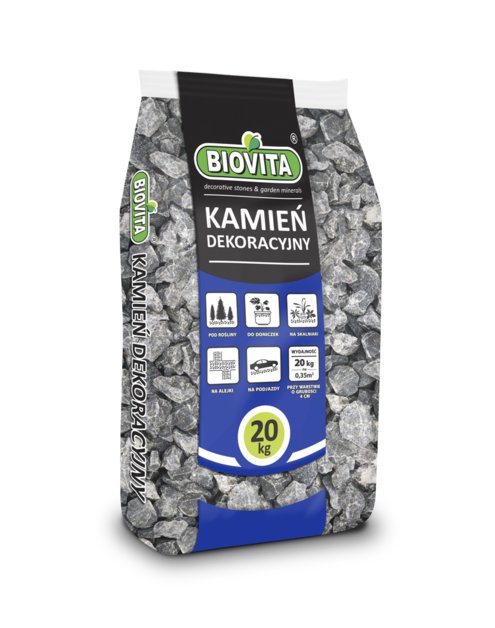 BIOVITA
®
decorative stones & garden minerals
KAMIEŃ
DEKORACYJNY
POD ROŚLINY
DO DONICZEK
NA SKALNIAKI
NA ALEJKI
NA PODJAZDY
WYDAJNOŚĆ
20 kg
na
0,35m²
PRZY WARSTWIE
O GRUBOŚCI
4 CM
20
kg
BIOVITA
KAMIEŃ DEKORACYJNY